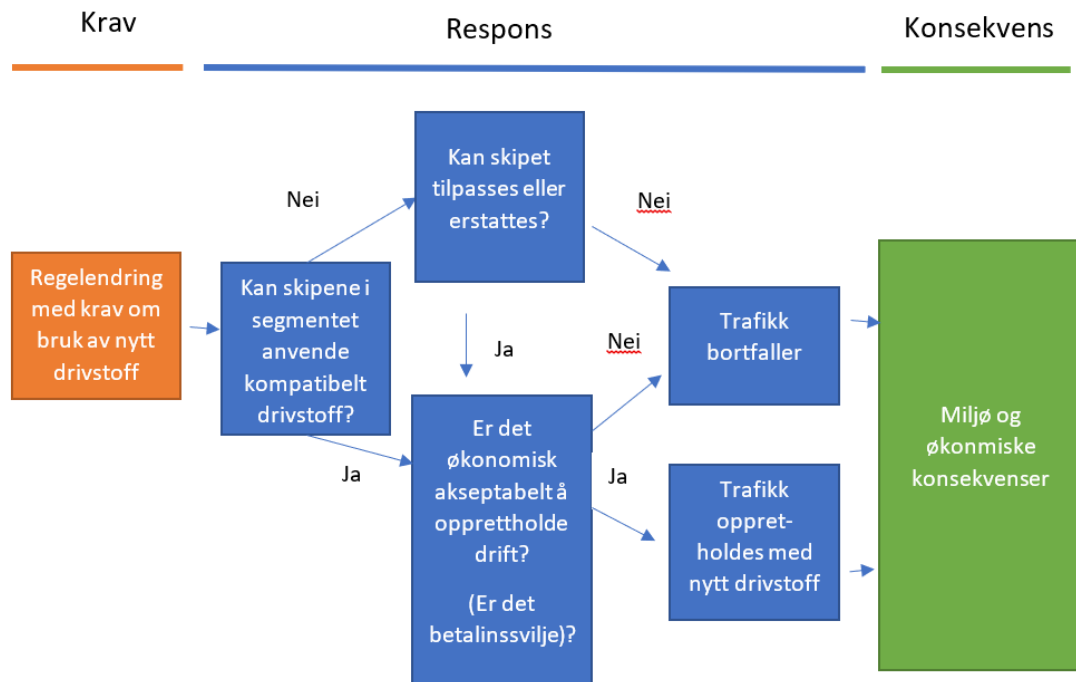 Krav
Respons
Konsekvens
Regelendring
med krav om
bruk av nytt
drivstoff
Kan skipene i
segmentet
anvende
kompatibelt
drivstoff?
Nei
Ja
Kan skipet
tilpasses eller
erstattes?
Nei
Ja
Er det
økonomisk
akseptabelt å
opprettholde
drift?
(Er det
betalinssvilje)?
Nei
Ja
Trafikk
bortfaller
Trafikk
oppret-
holdes med
nytt drivstoff
Miljø og
økonmiske
konsekvenser